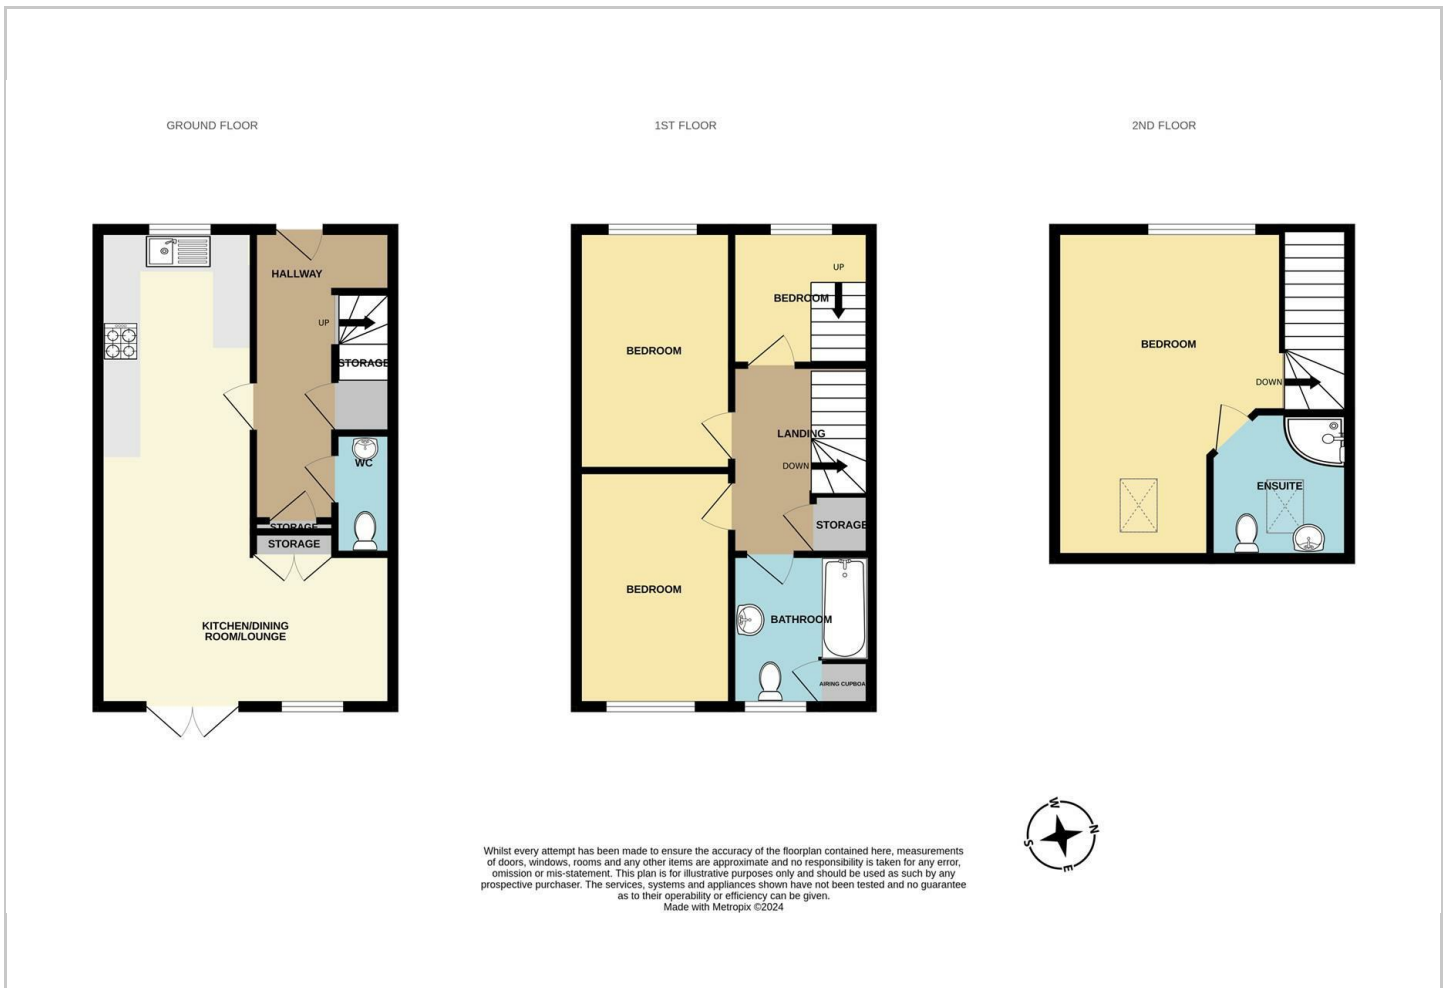 GROUND FLOOR
1ST FLOOR
2ND FLOOR
HALLWAY
UP
STORAGE
WC
STORAGE
STORAGE
KITCHEN/DINING
ROOM/LOUNGE
UP
BEDROOM
BEDROOM
LANDING
DOWN
STORAGE
BEDROOM
BATHROOM
AIRING CUPBOA
BEDROOM
DOWN
ENSUITE
W
N
S
E
Whilst every attempt has been made to ensure the accuracy of the floorplan contained here, measurements
of doors, windows, rooms and any other items are approximate and no responsibility is taken for any error,
omission or mis-statement. This plan is for illustrative purposes only and should be used as such by any
prospective purchaser. The services, systems and appliances shown have not been tested and no guarantee
as to their operability or efficiency can be given.
Made with Metropix ©2024